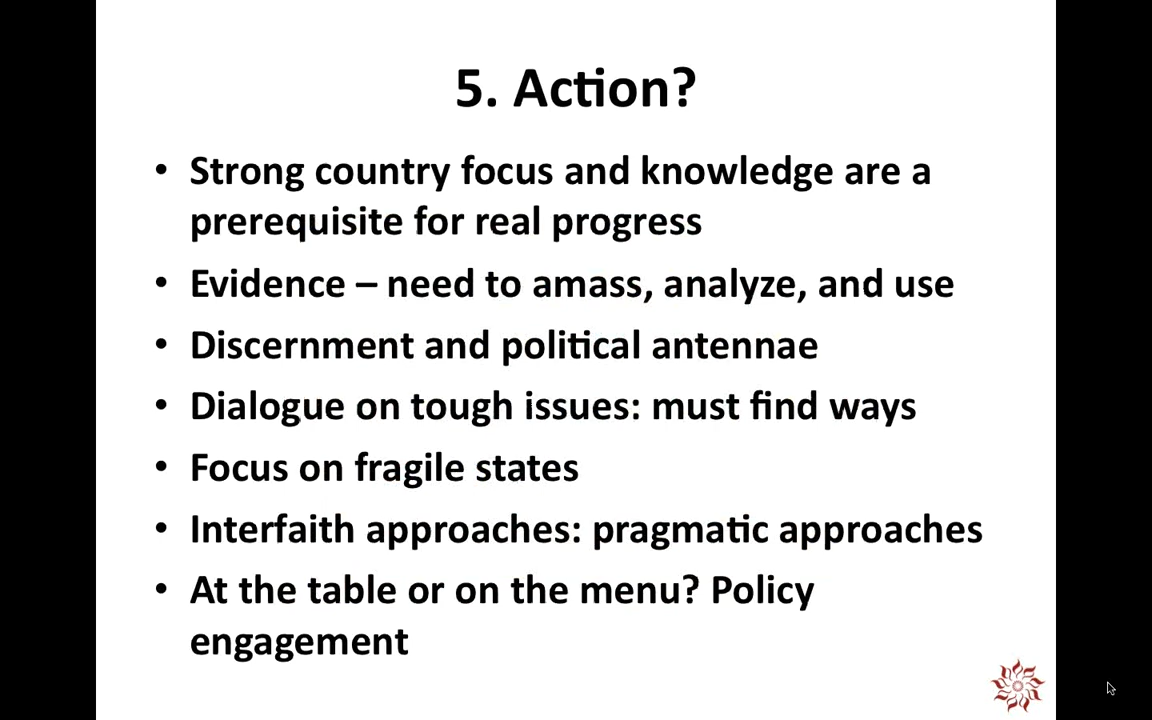 5. Action?
• Strong country focus and knowledge are a
prerequisite for real progress
• Evidence – need to amass, analyze, and use
• Discernment and political antennae
• Dialogue on tough issues: must find ways
• Focus on fragile states
• Interfaith approaches: pragmatic approaches
• At the table or on the menu? Policy
engagement